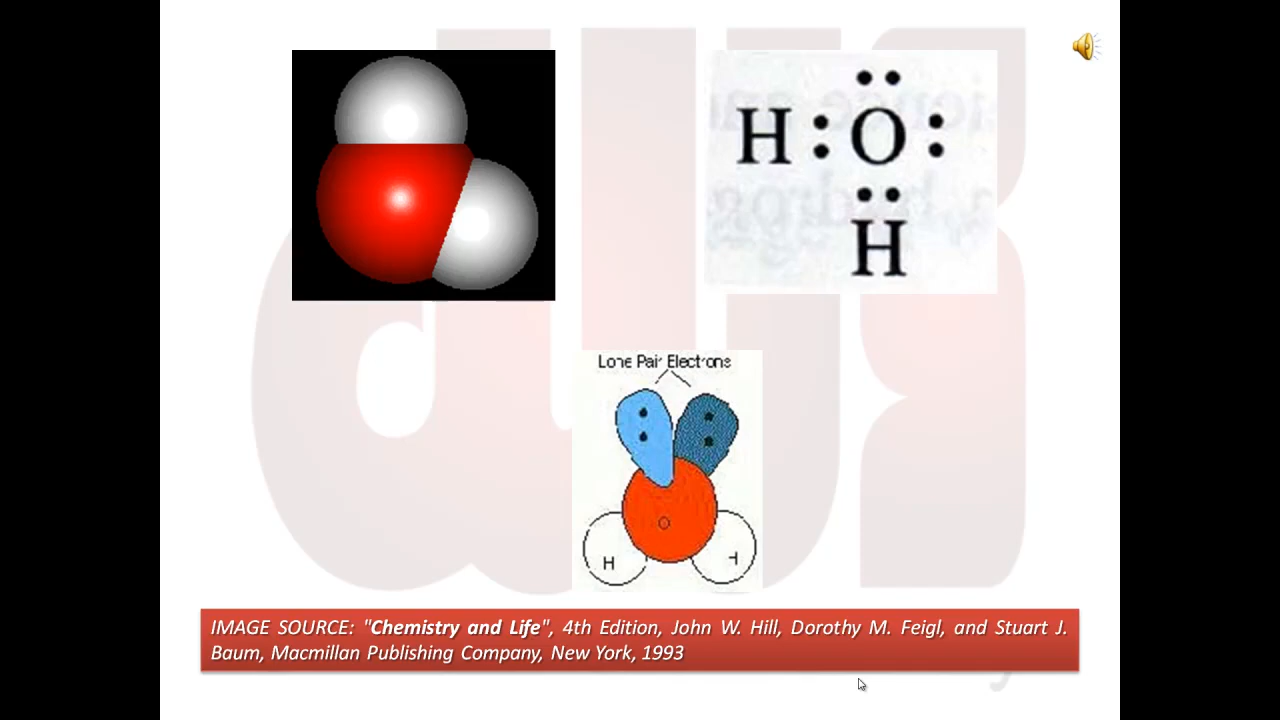 H : O :
H
Lone Pair Electrons
O
H H
IMAGE SOURCE: "Chemistry and Life", 4th Edition, John W. Hill, Dorothy M. Feigl, and Stuart J.
Baum, Macmillan Publishing Company, New York, 1993